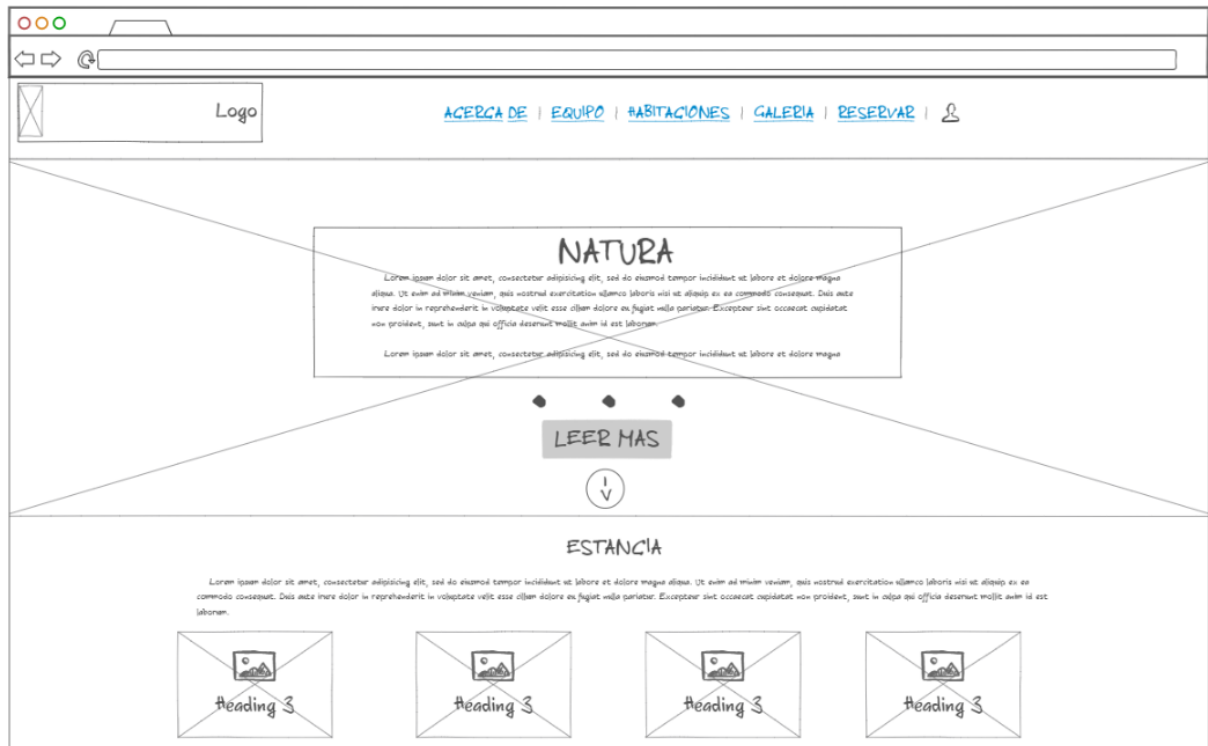 Logo
ACERCA DE | EQUIPO | HABITACIONES | GALERIA | RESERVAR |
NATURA
Lorem ipsum dolor sit amet, consectetur adipisicing elit, sed do eiusmod tempor incididunt ut labore et dolore magna
aliqua. Ut enim ad minim veniam, quis nostrud exercitation ullamco laboris nisi ut aliquip ex ea commodo consequat. Duis aute
irure dolor in reprehenderit in voluptate velit esse cillum dolore eu fugiat nulla pariatur. Excepteur sint occaecat cupidatat
non proident, sunt in culpa qui officia deserunt mollit anim id est laborum.
Lorem ipsum dolor sit amet, consectetur adipisicing elit, sed do eiusmod tempor incididunt ut labore et dolore magna
LEER MAS
ESTANCIA
Lorem ipsum dolor sit amet, consectetur adipisicing elit, sed do eiusmod tempor incididunt ut labore et dolore magna aliqua. Ut enim ad minim veniam, quis nostrud exercitation ullamco laboris nisi ut aliquip ex ea
commodo consequat. Duis aute irure dolor in reprehenderit in voluptate velit esse cillum dolore eu fugiat nulla pariatur. Excepteur sint occaecat cupidatat non proident, sunt in culpa qui officia deserunt mollit anim id est
laborum.
Heading 3 Heading 3 Heading 3 Heading 3